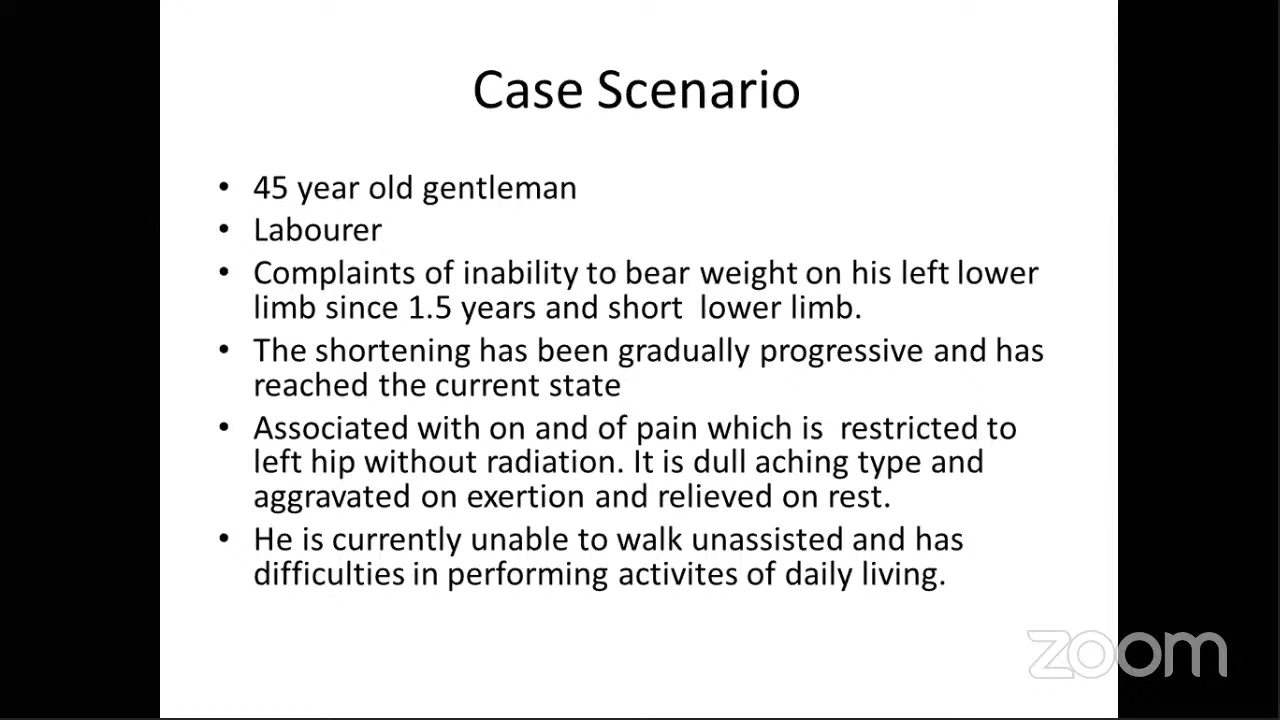 Case Scenario
• 45 year old gentleman
• Labourer
• Complaints of inability to bear weight on his left lower
limb since 1.5 years and short lower limb.
• The shortening has been gradually progressive and has
reached the current state
• Associated with on and of pain which is restricted to
left hip without radiation. It is dull aching type and
aggravated on exertion and relieved on rest.
• He is currently unable to walk unassisted and has
difficulties in performing activites of daily living.
zoom